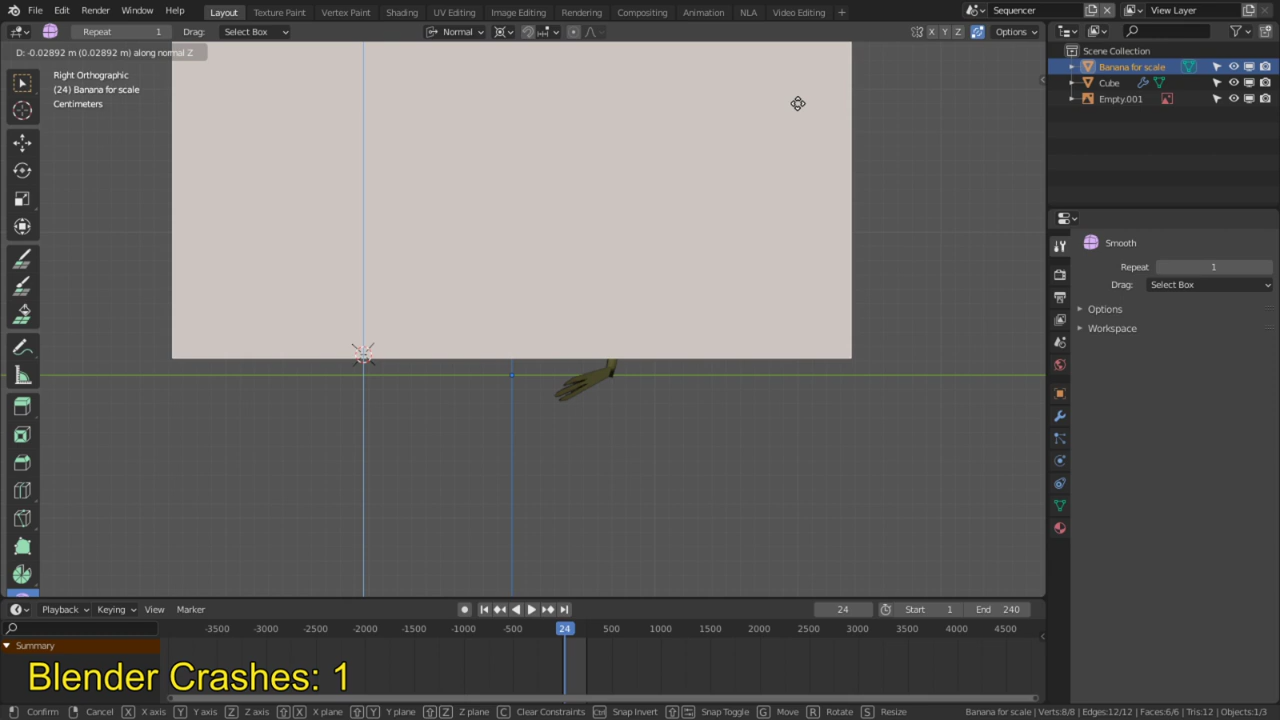 File Edit Render Window Help Layout Texture Paint Vertex Paint Shading UV Editing Image Editing Rendering Compositing Animation NLA Video Editing + Sequencer View Layer
Repeat 1 Drag: Select Box Normal X Y Z Options
D: -0.02892 m (0.02892 m) along normal Z
Right Orthographic
(24) Banana for scale
Centimeters
Scene Collection
Banana for scale
Cube
Empty.001
Smooth
Repeat 1
Drag: Select Box
Options
Workspace
Playback Keying View Marker 24 Start 1 End 240
-3500 -3000 -2500 -2000 -1500 -1000 -500 24 500 1000 1500 2000 2500 3000 3500 4000 4500
Summary
Blender Crashes: 1
Confirm Cancel X X axis Y Y axis Z Z axis X X plane Y Y plane Z Z plane C Clear Constraints Ctrl Snap Invert Snap Toggle G Move R Rotate S Resize Banana for scale | Verts:8/8 | Edges:12/12 | Faces:6/6 | Tris:12 | Objects:1/3